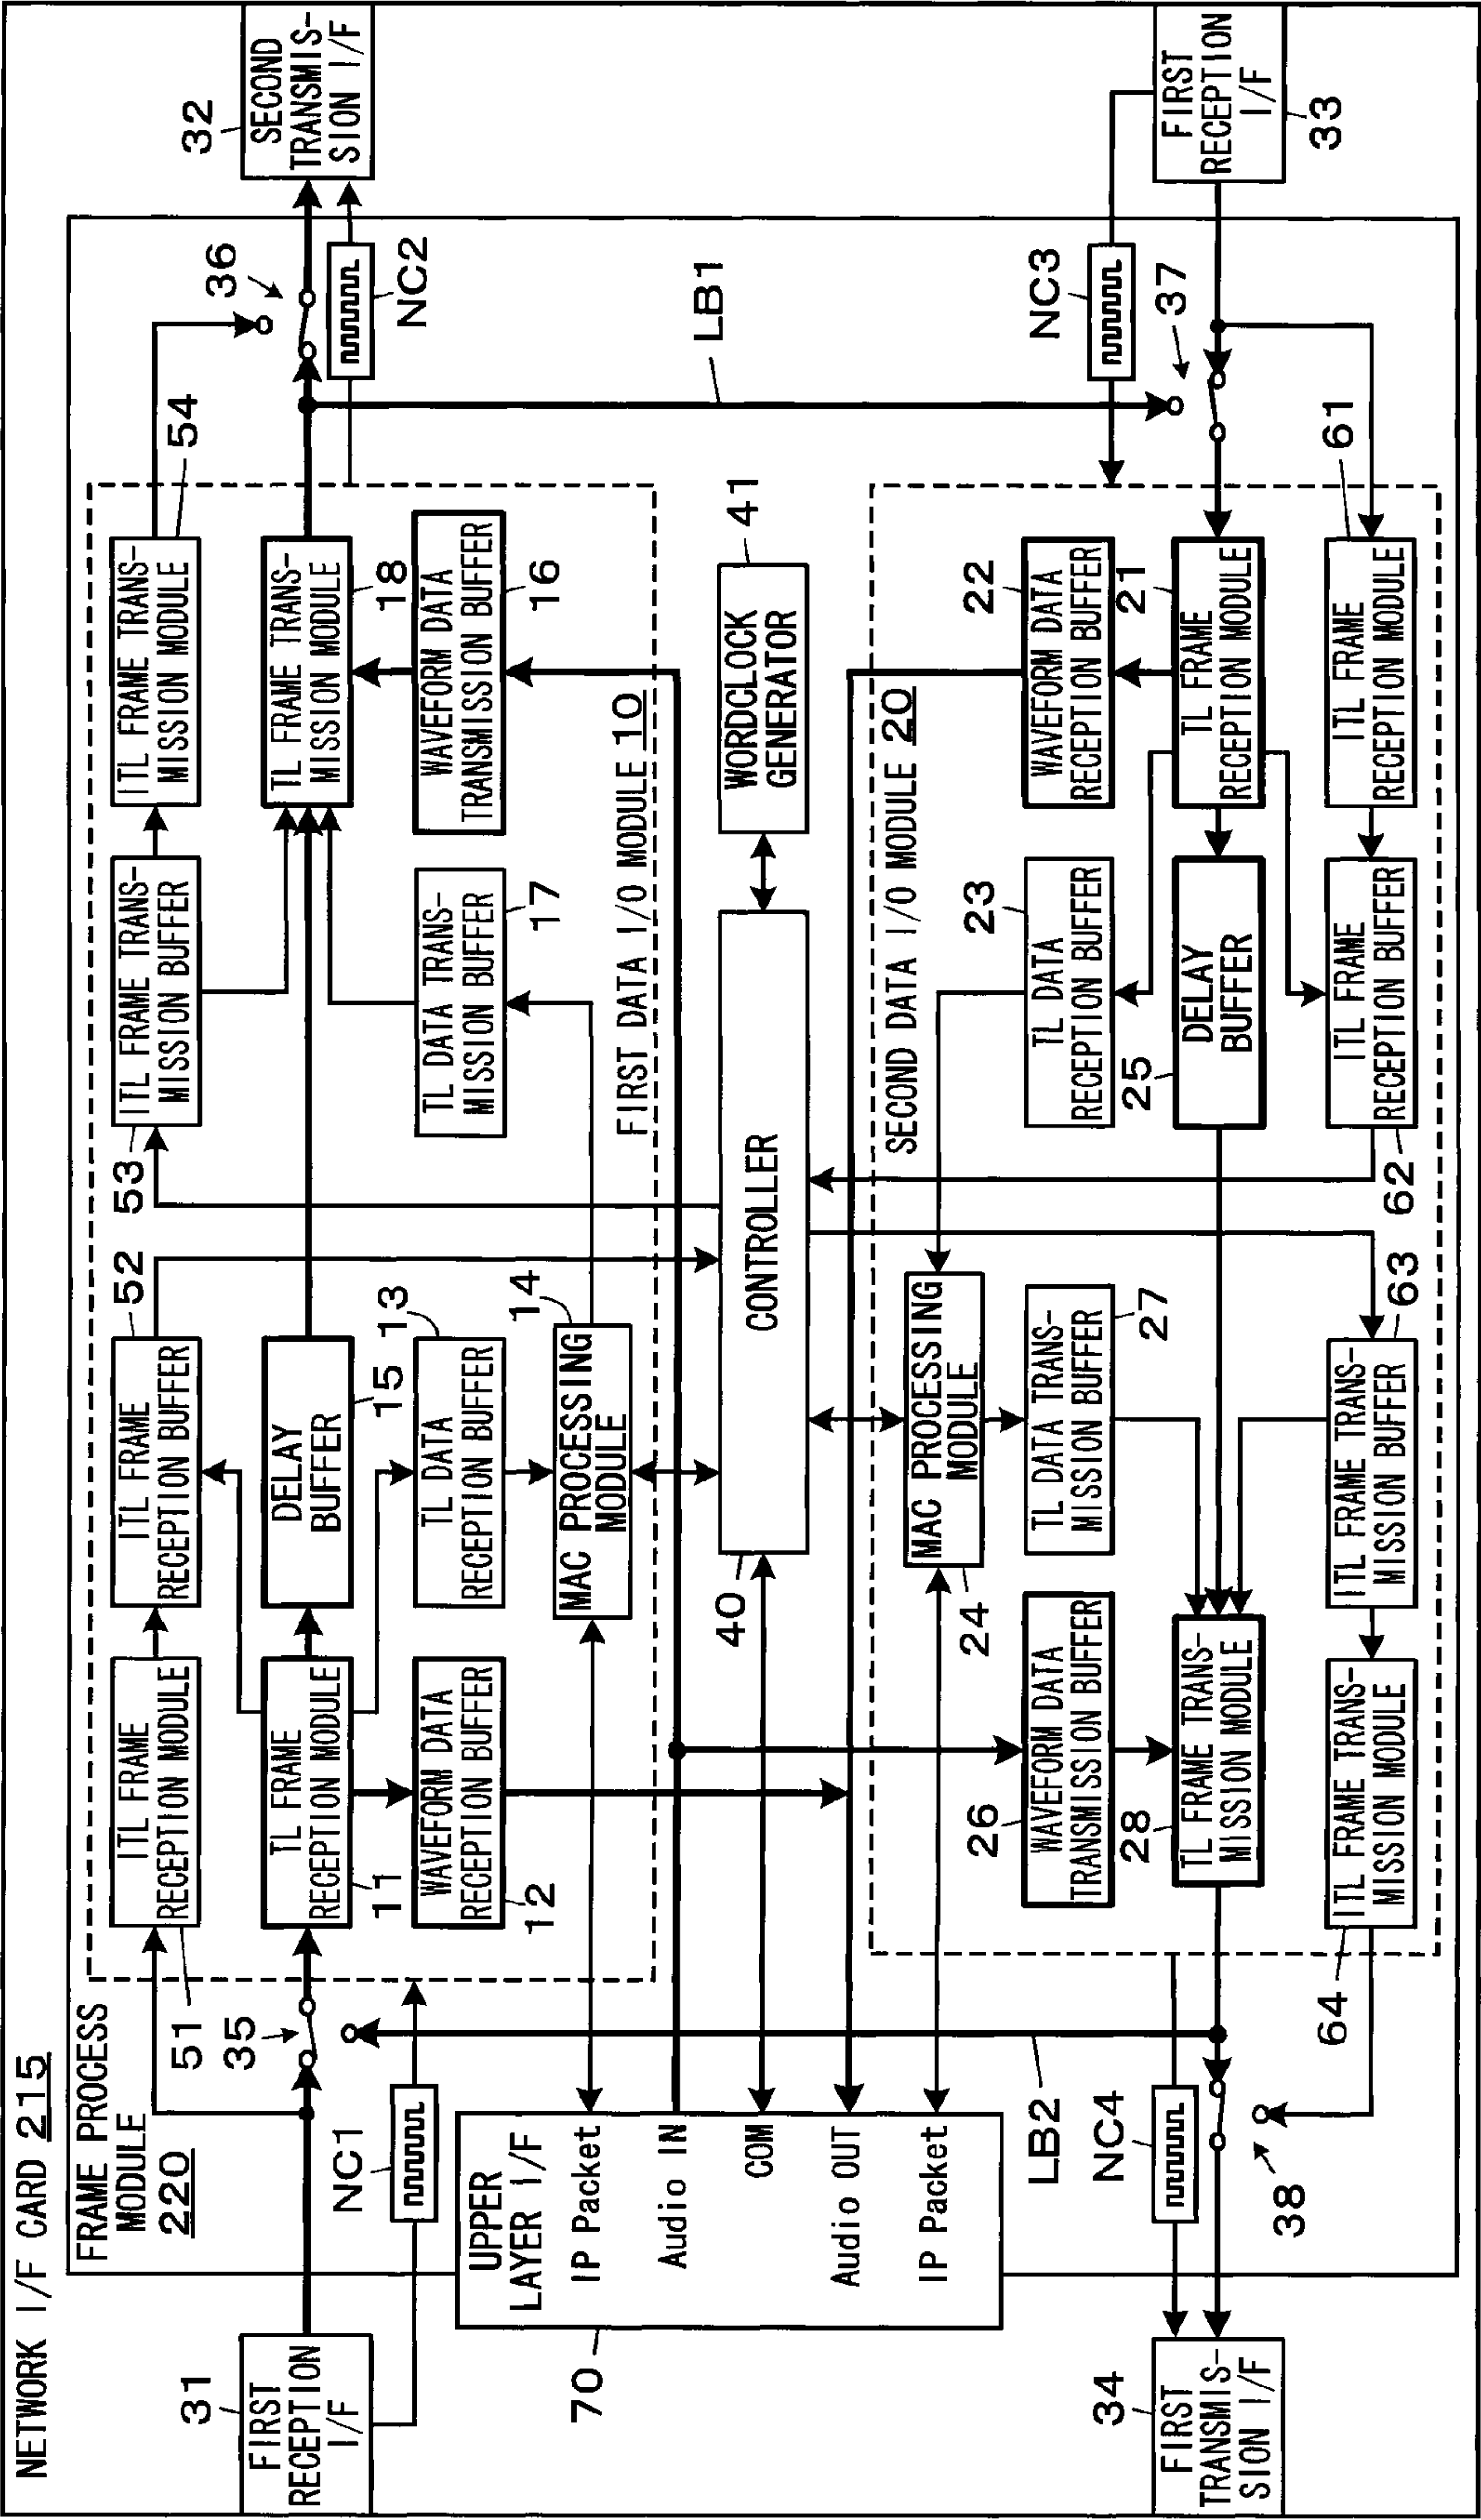 NETWORK I/F CARD 215
FRAME PROCESS
MODULE
220
31
FIRST
RECEPTION
I/F
NC1
35
51
ITL FRAME
RECEPTION MODULE
52
ITL FRAME
RECEPTION BUFFER
53
ITL FRAME TRANS-
MISSION BUFFER
ITL FRAME TRANS-
MISSION MODULE
54
36
32
SECOND
TRANSMIS-
SION I/F
NC2
TL FRAME
RECEPTION MODULE
11
DELAY
BUFFER
15
TL FRAME TRANS-
MISSION MODULE
18
WAVEFORM DATA
RECEPTION BUFFER
12
13
TL DATA
RECEPTION BUFFER
14
MAC PROCESSING
MODULE
TL DATA TRANS-
MISSION BUFFER
17
WAVEFORM DATA
TRANSMISSION BUFFER
16
FIRST DATA I/O MODULE 10
LB1
UPPER
LAYER I/F
IP Packet
Audio IN
COM
Audio OUT
IP Packet
70
40
CONTROLLER
WORDCLOCK
GENERATOR
41
SECOND DATA I/O MODULE 20
MAC PROCESSING
MODULE
24
26
WAVEFORM DATA
TRANSMISSION BUFFER
TL DATA TRANS-
MISSION BUFFER
27
23
TL DATA
RECEPTION BUFFER
22
WAVEFORM DATA
RECEPTION BUFFER
28
TL FRAME TRANS-
MISSION MODULE
25
DELAY
BUFFER
21
TL FRAME
RECEPTION MODULE
64
ITL FRAME TRANS-
MISSION MODULE
63
ITL FRAME TRANS-
MISSION BUFFER
62
ITL FRAME
RECEPTION BUFFER
61
ITL FRAME
RECEPTION MODULE
LB2
NC4
38
34
FIRST
TRANSMIS-
SION I/F
NC3
37
FIRST
RECEPTION
I/F
33